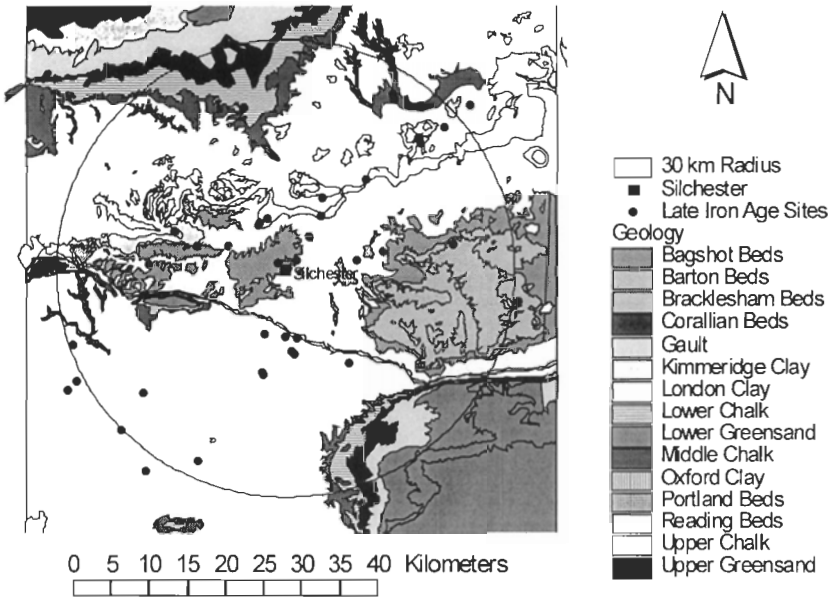 N
30 km Radius
Silchester
Late Iron Age Sites
Geology
Bagshot Beds
Barton Beds
Bracklesham Beds
Corallian Beds
Gault
Kimmeridge Clay
London Clay
Lower Chalk
Lower Greensand
Middle Chalk
Oxford Clay
Portland Beds
Reading Beds
Upper Chalk
Upper Greensand
Silchester
0 5 10 15 20 25 30 35 40 Kilometers